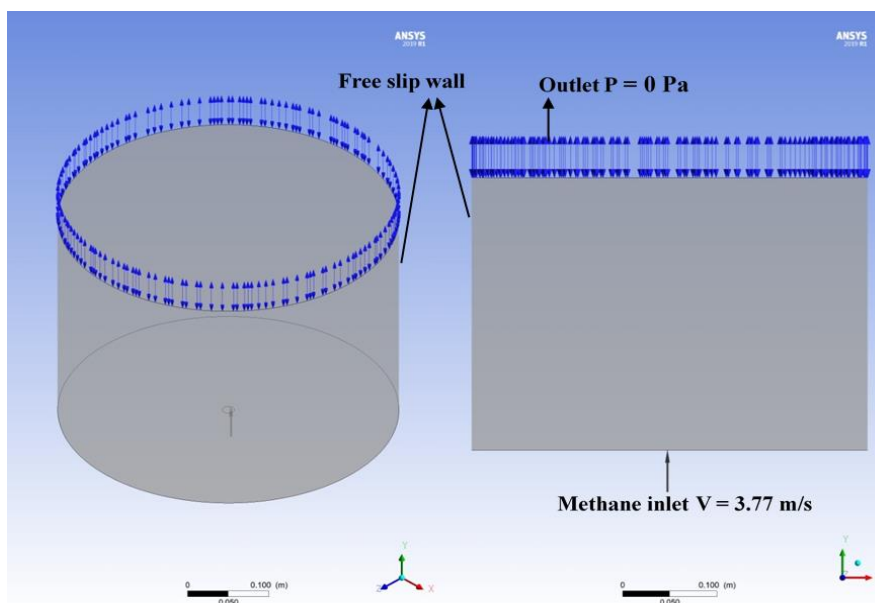 ANSYS
2019 R1
ANSYS
2019 R1
Free slip wall
Outlet P = 0 Pa
Methane inlet V = 3.77 m/s
Y
Z
X
0
0.100 (m)
0.050
Y
Z
0
0.100 (m)
0.050